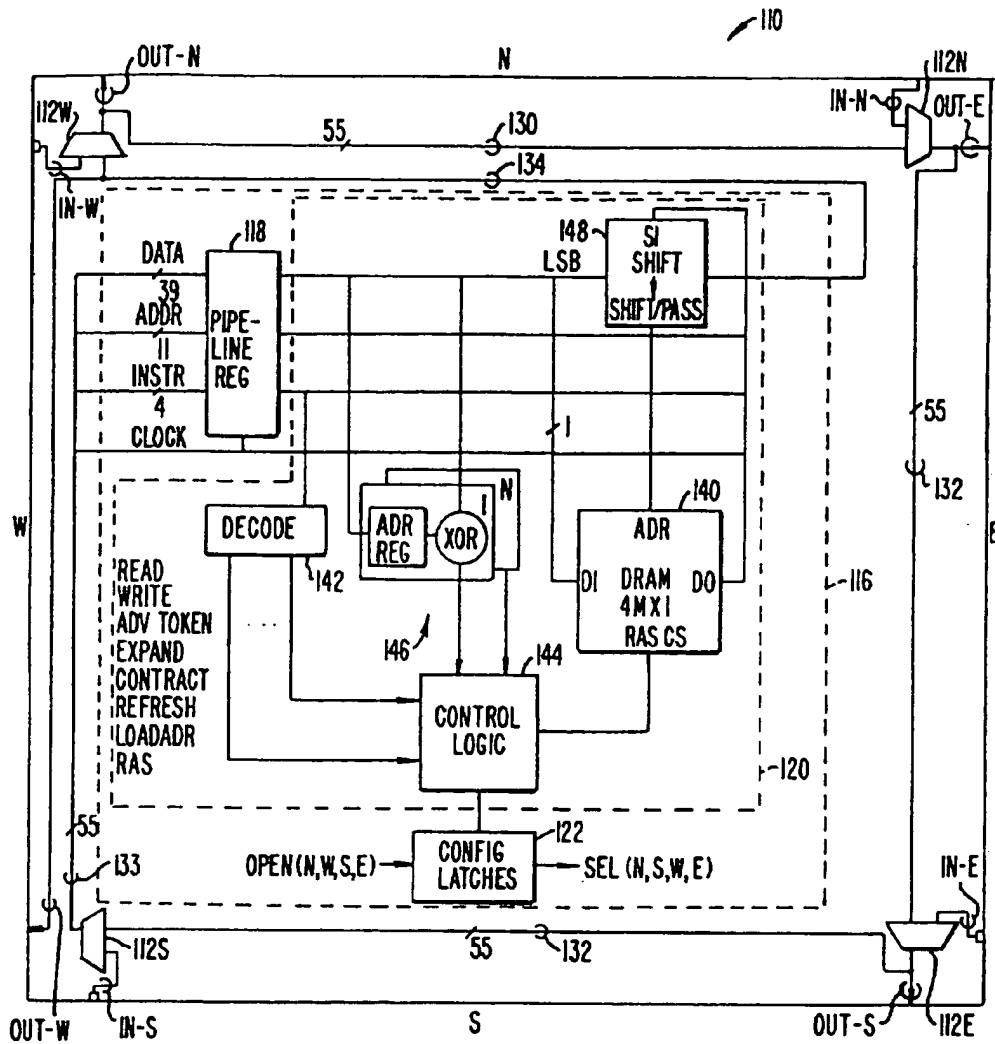 110
OUT-N
N
112N
112W
IN-N
OUT-E
55
130
134
IN-W
118
148
SI
SHIFT
SHIFT/PASS
LSB
DATA
39
ADDR
11
INSTR
4
CLOCK
PIPE-
LINE
REG
55
132
1
N
1
140
W
E
DECODE
142
ADR
REG
XOR
ADR
DI
DRAM
DO
4MX1
RAS CS
116
READ
WRITE
ADV TOKEN
EXPAND
CONTRACT
REFRESH
LOADADR
RAS
146
144
CONTROL
LOGIC
120
55
133
122
OPEN (N,W,S,E)
CONFIG
LATCHES
SEL (N,S,W,E)
IN-E
112S
55
132
OUT-W
IN-S
S
OUT-S
112E